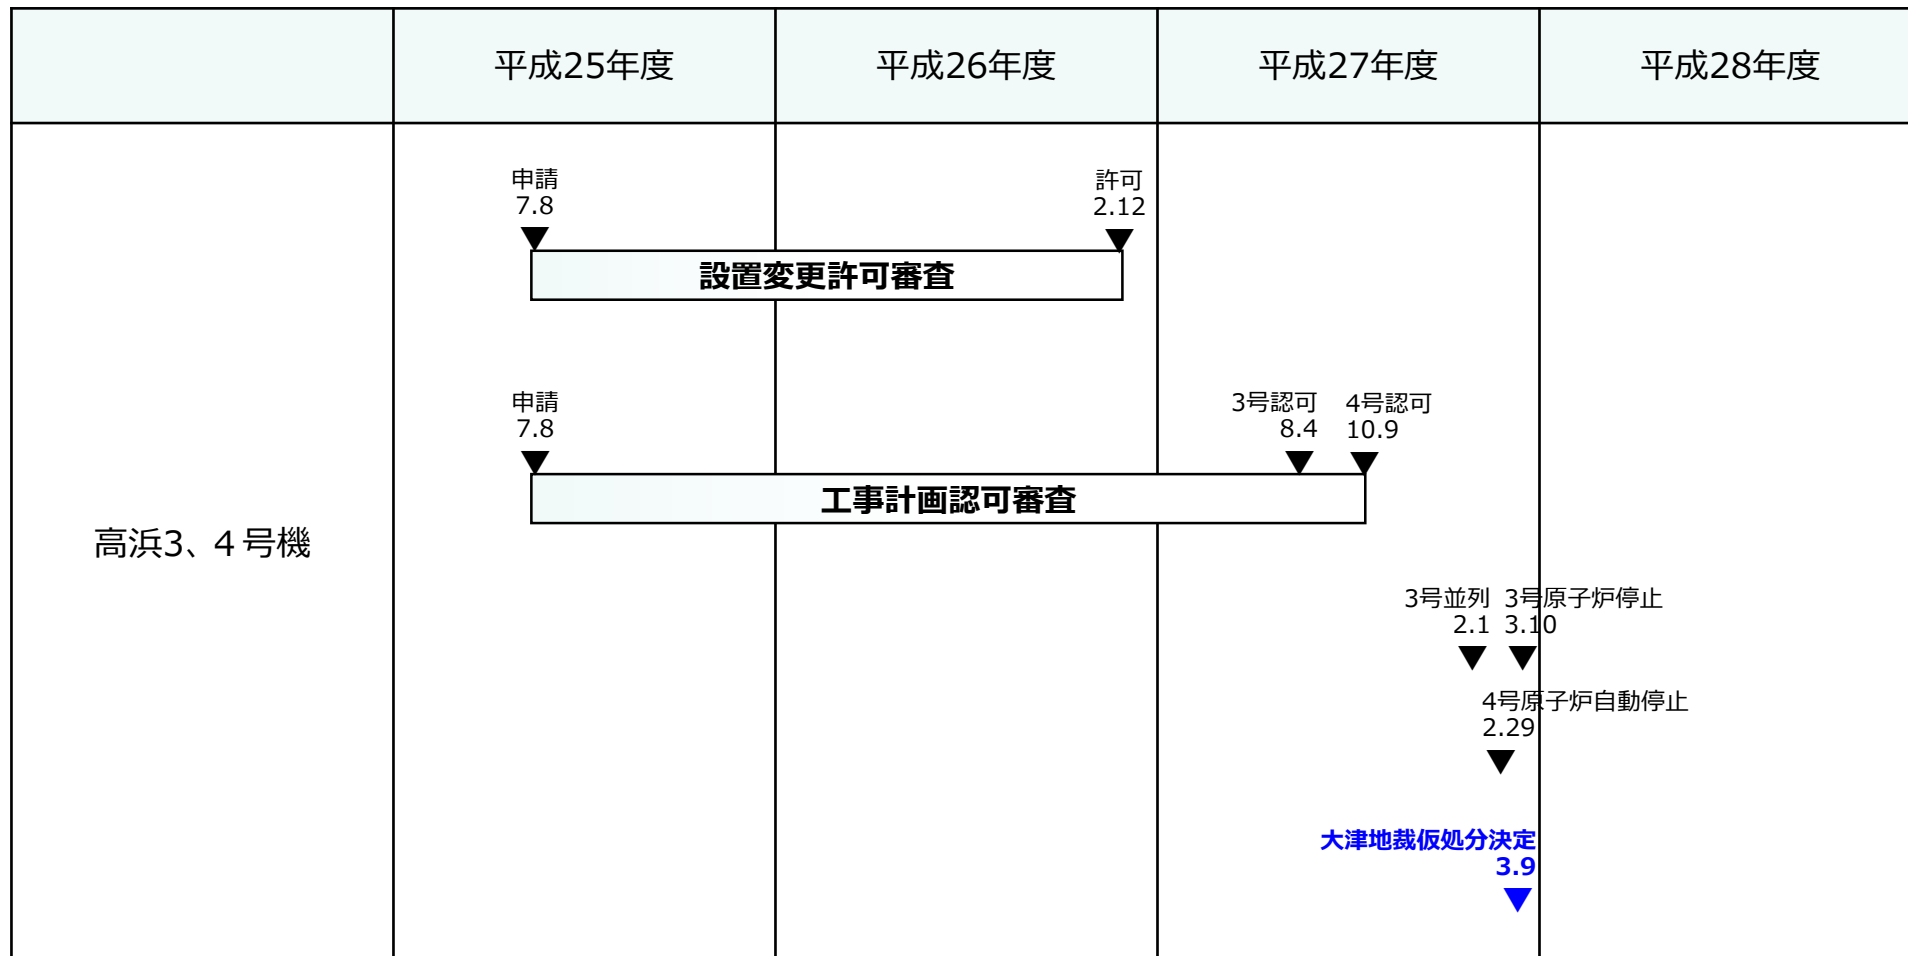 平成25年度
平成26年度
平成27年度
平成28年度
高浜3、４号機
申請
7.8
許可
2.12
設置変更許可審査
申請
7.8
3号認可
8.4
4号認可
10.9
工事計画認可審査
3号並列
2.1
3号原子炉停止
3.10
4号原子炉自動停止
2.29
大津地裁仮処分決定
3.9